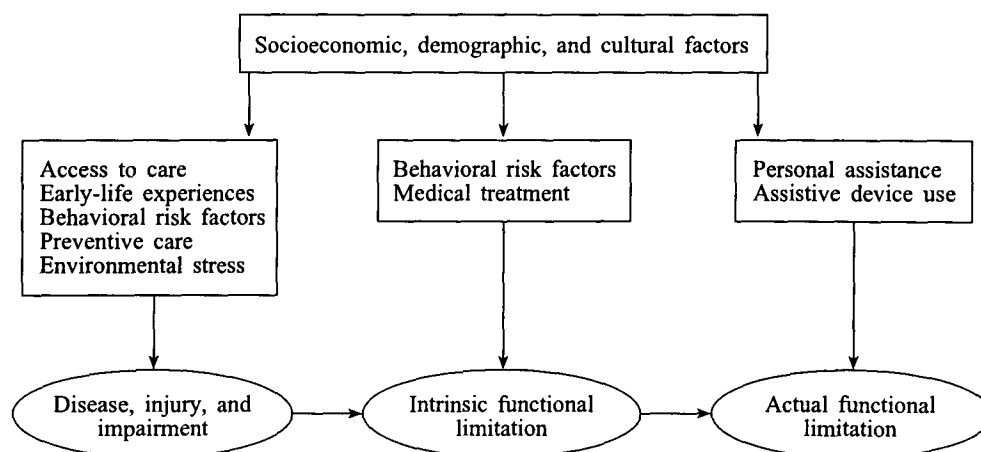 Socioeconomic, demographic, and cultural factors
Access to care
Early-life experiences
Behavioral risk factors
Preventive care
Environmental stress
Behavioral risk factors
Medical treatment
Personal assistance
Assistive device use
Disease, injury, and
impairment
Intrinsic functional
limitation
Actual functional
limitation